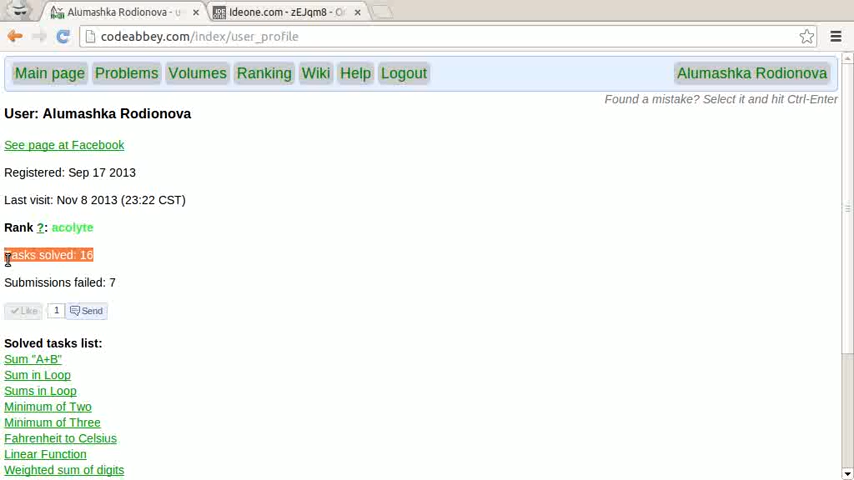 Alumashka Rodionova - u
Ideone.com - zEJqm8 - O
codeabbey.com/index/user_profile
Main page Problems Volumes Ranking Wiki Help Logout Alumashka Rodionova
Found a mistake? Select it and hit Ctrl-Enter
User: Alumashka Rodionova
See page at Facebook
Registered: Sep 17 2013
Last visit: Nov 8 2013 (23:22 CST)
Rank ?: acolyte
Tasks solved: 16
Submissions failed: 7
Like 1 Send
Solved tasks list:
Sum "A+B"
Sum in Loop
Sums in Loop
Minimum of Two
Minimum of Three
Fahrenheit to Celsius
Linear Function
Weighted sum of digits